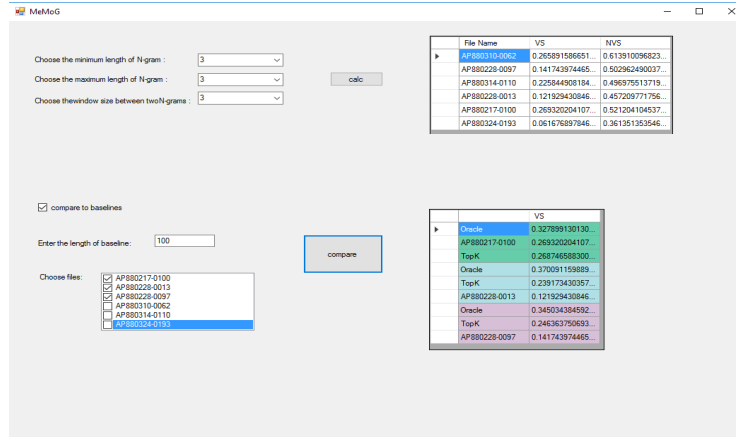 MeMoG
Choose the minimum length of N-gram : 3
Choose the maximum length of N-gram : 3
calc
Choose thewindow size between twoN-grams : 3
File Name VS NVS
AP880310-0062 0.265891586651... 0.613910096823...
AP880228-0097 0.141743974465... 0.502962490037...
AP880314-0110 0.225844908184... 0.496975513719...
AP880228-0013 0.121929430846... 0.457209771756...
AP880217-0100 0.269320204107... 0.521204104537...
AP880324-0193 0.061676897846... 0.361351353546...
compare to baselines
Enter the length of baseline: 100
compare
Choose files:
AP880217-0100
AP880228-0013
AP880228-0097
AP880310-0062
AP880314-0110
AP880324-0193
VS
Oracle 0.327899130130...
AP880217-0100 0.269320204107...
TopK 0.268746588300...
Oracle 0.370091159889...
TopK 0.239173430357...
AP880228-0013 0.121929430846...
Oracle 0.345034384592...
TopK 0.246363750693...
AP880228-0097 0.141743974465...